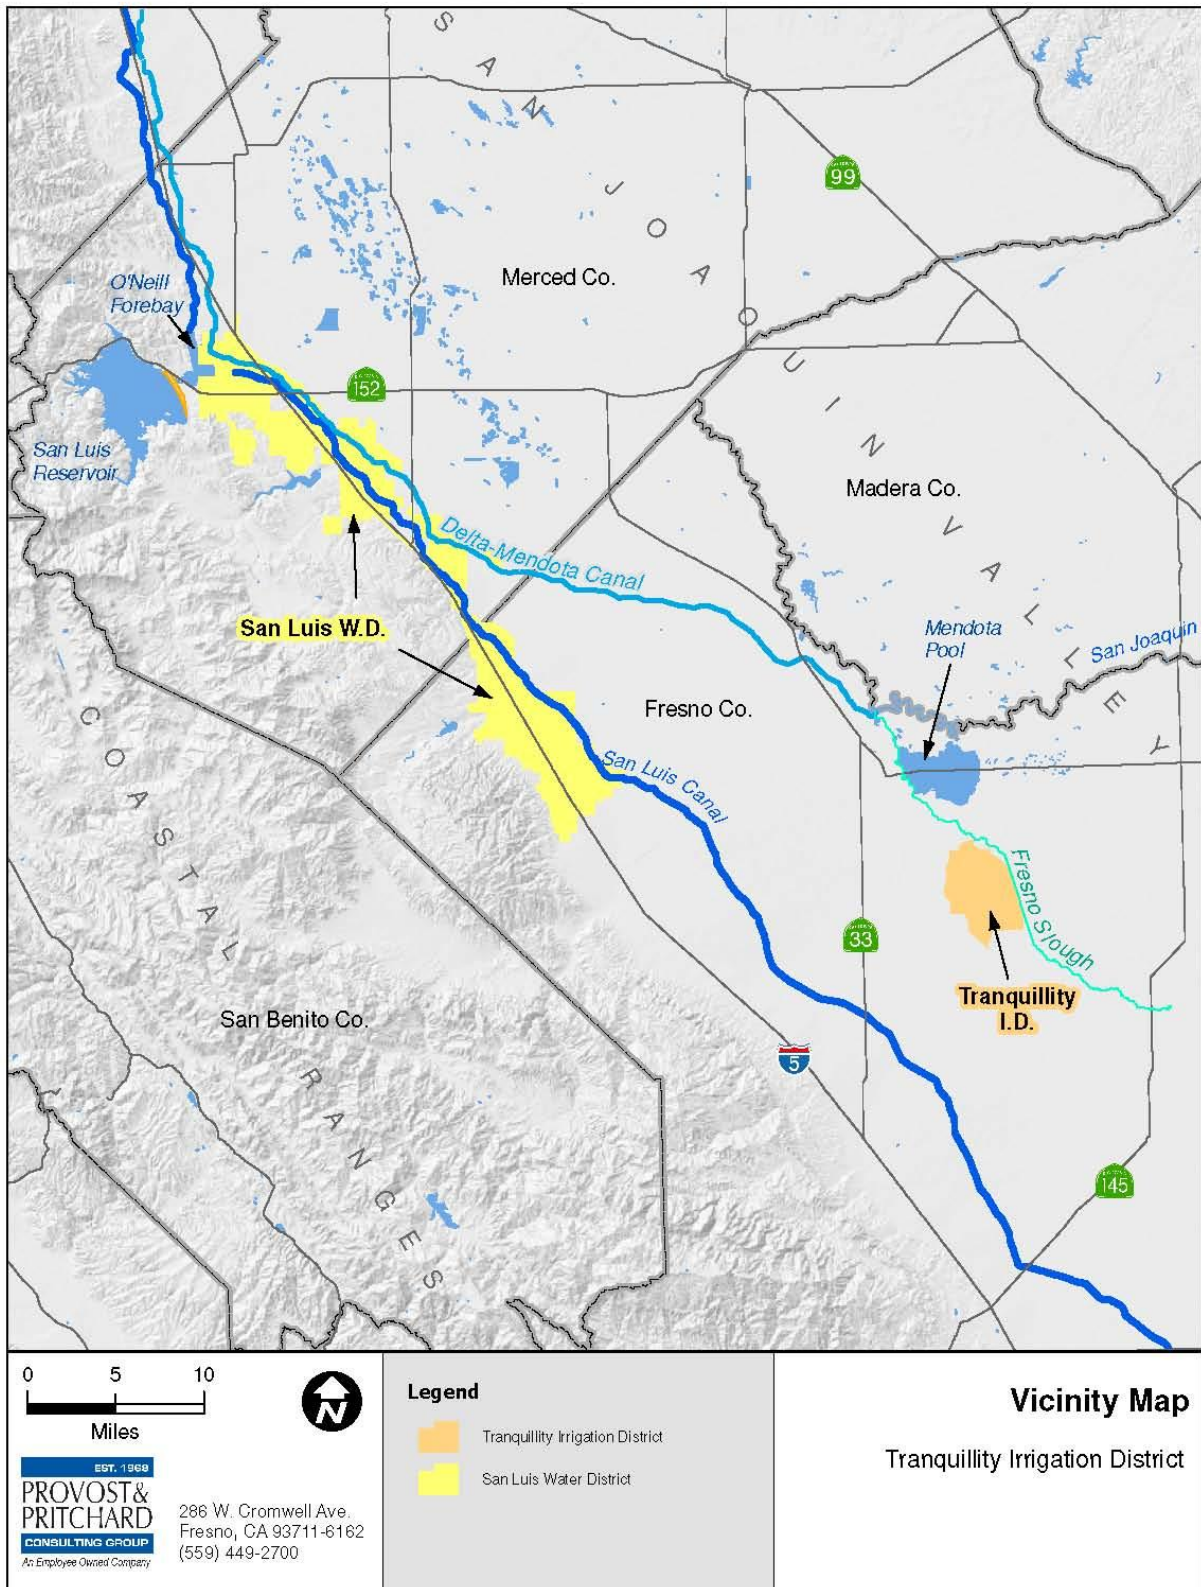 SAN JOAQUIN VALLEY
99
O'Neill
Forebay
Merced Co.
152
San Luis
Reservoir
Madera Co.
Delta-Mendota Canal
San Luis W.D.
Mendota
Pool
San Joaquin
Fresno Co.
San Luis Canal
Fresno Slough
33
Tranquillity
I.D.
COASTAL RANGES
San Benito Co.
5
145
0 5 10
Miles
N
EST. 1968
PROVOST&
PRITCHARD
CONSULTING GROUP
An Employee Owned Company
286 W. Cromwell Ave.
Fresno, CA 93711-6162
(559) 449-2700
Legend
Tranquillity Irrigation District
San Luis Water District
Vicinity Map
Tranquillity Irrigation District